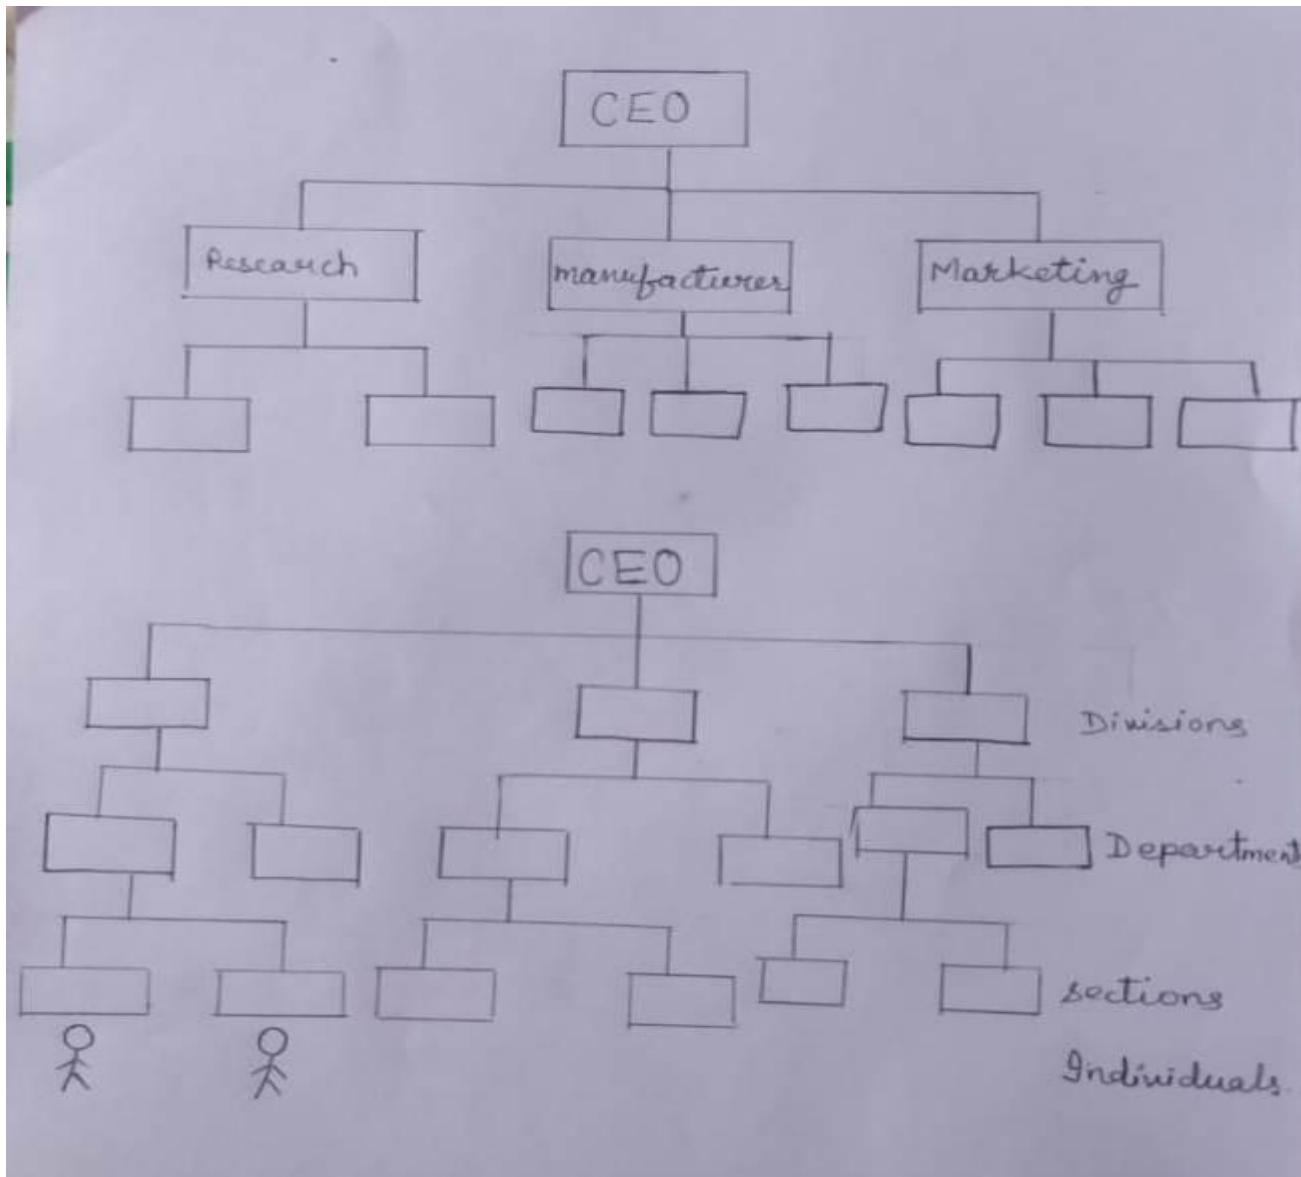 CEO
Research manufacturer Marketing
CEO
Divisions
Department
sections
Individuals